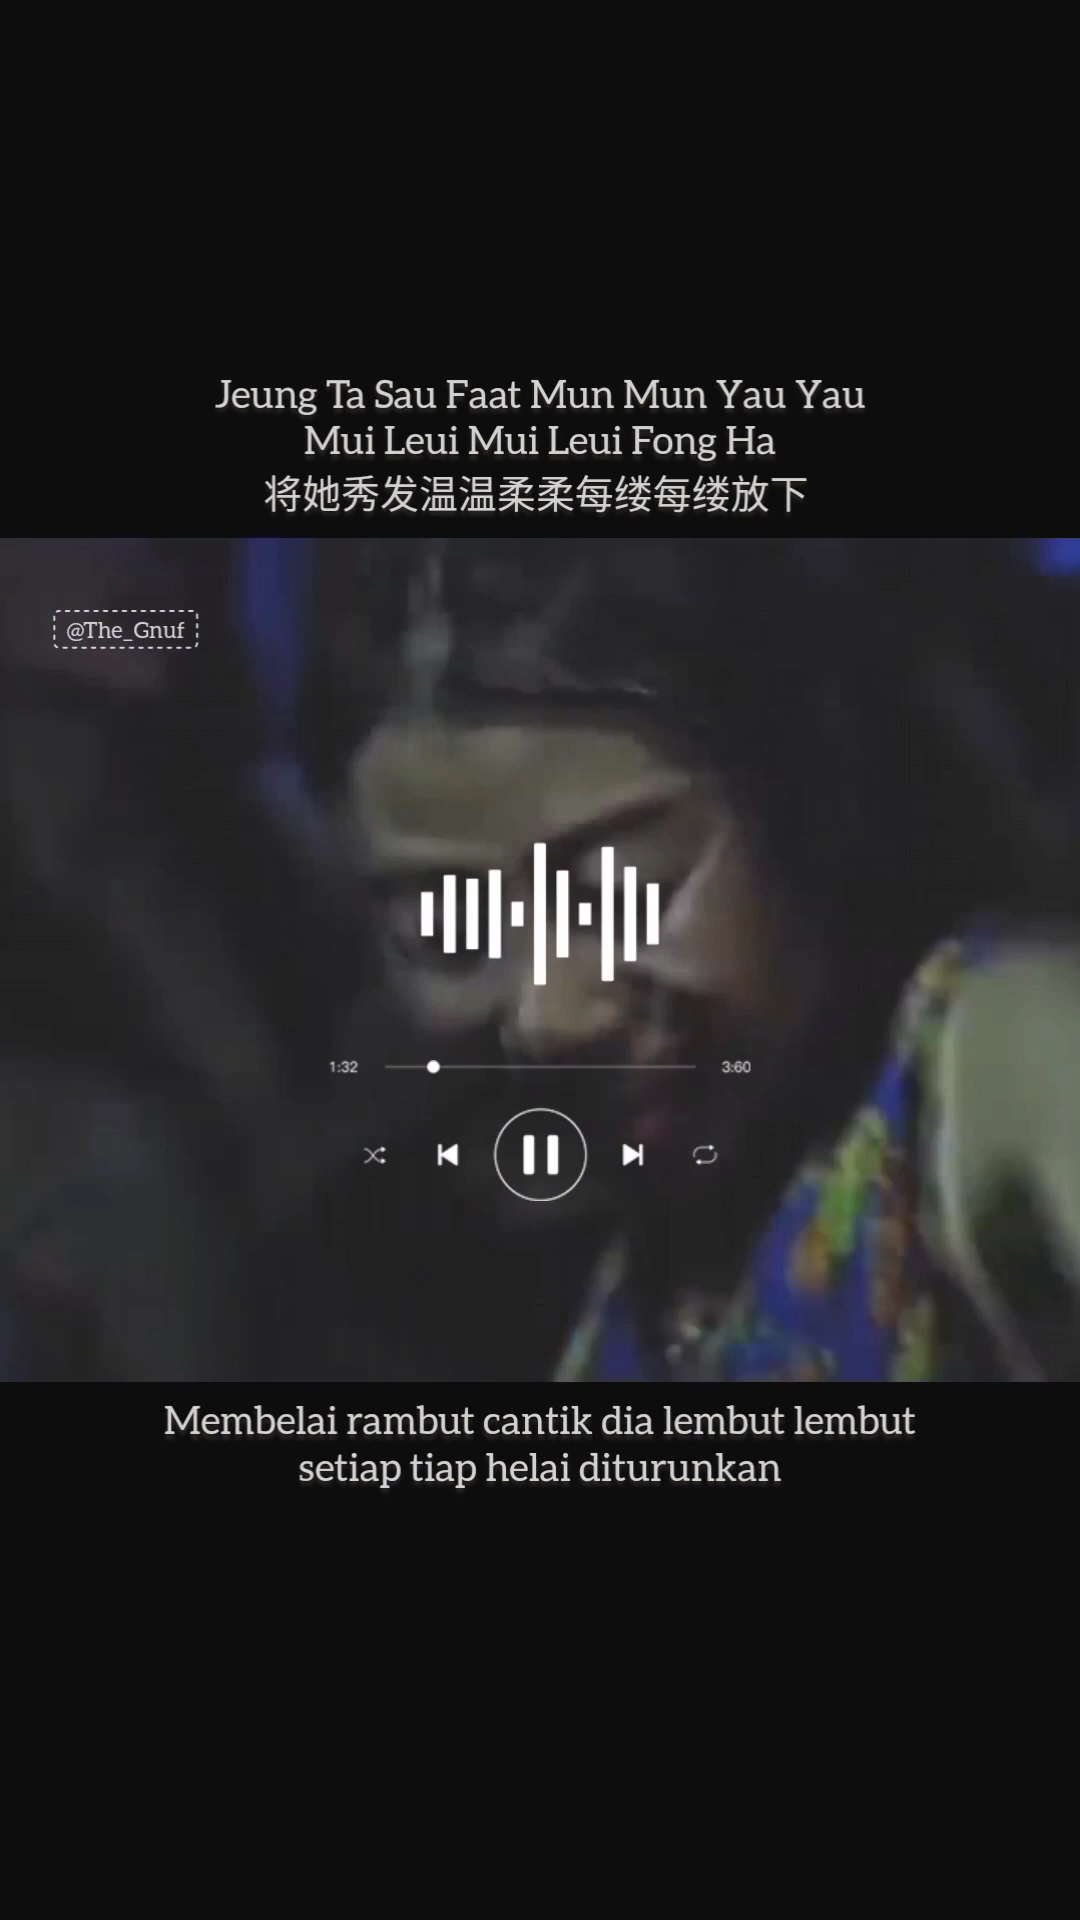 Jeung Ta Sau Faat Mun Mun Yau Yau
Mui Leui Mui Leui Fong Ha
将她秀发温温柔柔每缕每缕放下
@The_Gnuf
1:32
3:60
Membelai rambut cantik dia lembut lembut
setiap tiap helai diturunkan